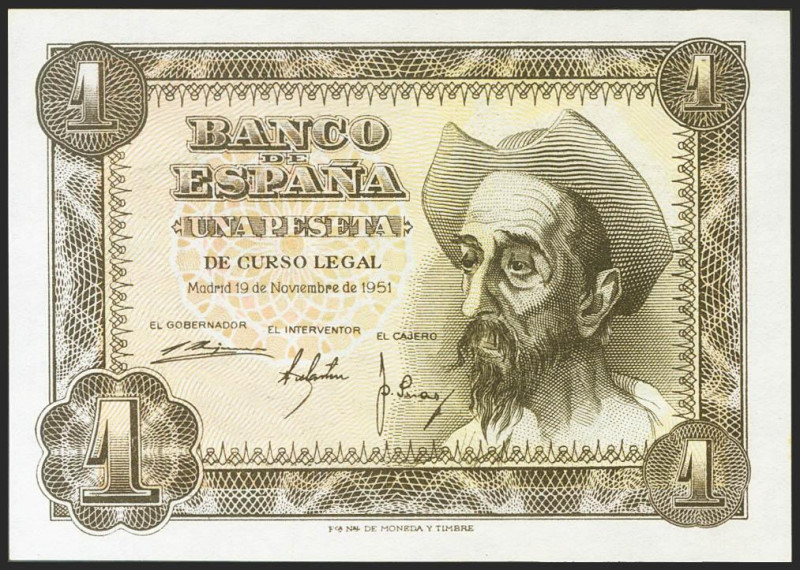 1 1
BANCO
DE
ESPAÑA
UNA PESETA
DE CURSO LEGAL
Madrid 19 de Noviembre de 1951
EL GOBERNADOR EL INTERVENTOR EL CAJERO
1 1
Fca. Nal. DE MONEDA Y TIMBRE